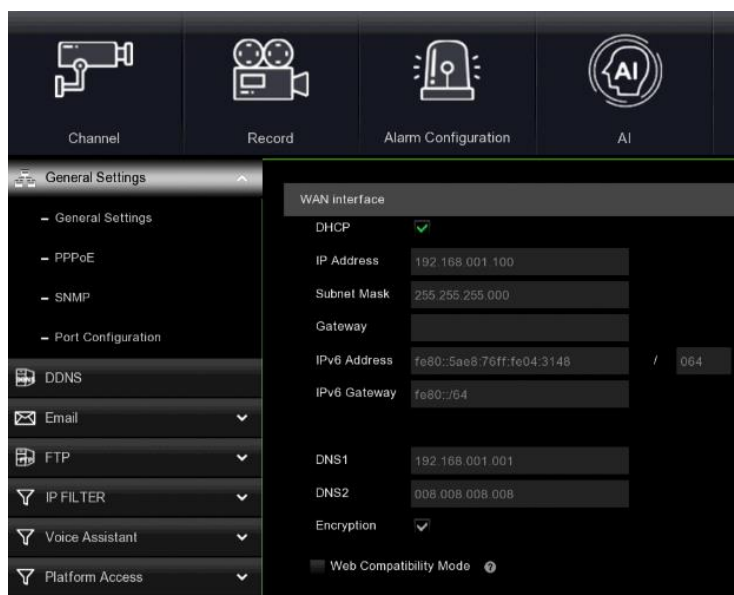 AI
Channel
Record
Alarm Configuration
AI
General Settings
General Settings
PPPoE
SNMP
Port Configuration
DDNS
Email
FTP
IP FILTER
Voice Assistant
Platform Access
WAN interface
DHCP
IP Address 192.168.001.100
Subnet Mask 255.255.255.000
Gateway
IPv6 Address fe80::5ae8:76ff:fe04:3148 / 064
IPv6 Gateway fe80::/64
DNS1 192.168.001.001
DNS2 008.008.008.008
Encryption
Web Compatibility Mode ?